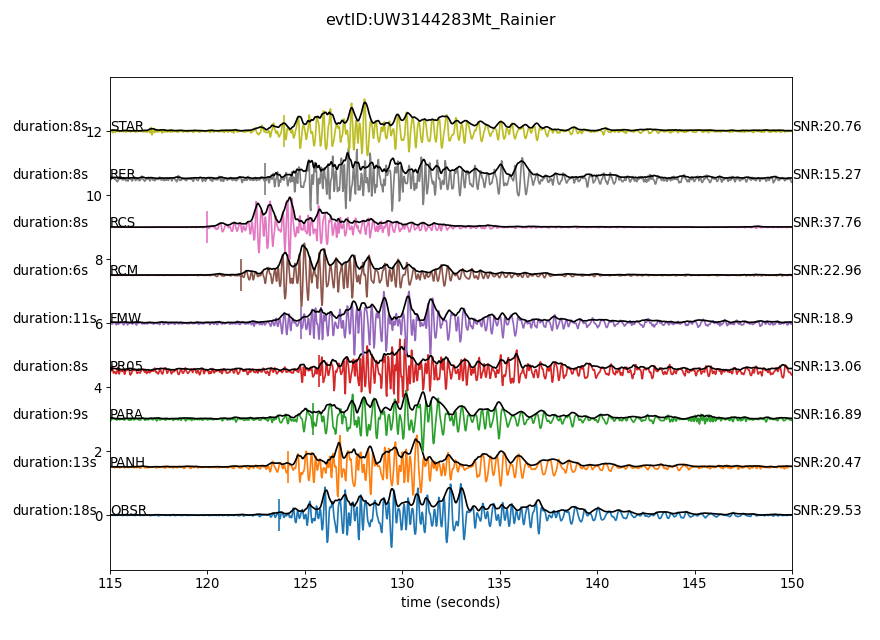 evtID:UW3144283Mt_Rainier
duration:8s STAR SNR:20.76
12
duration:8s RER SNR:15.27
10
duration:8s RCS SNR:37.76
8
duration:6s RCM SNR:22.96
duration:11s FMW SNR:18.9
6
duration:8s PR05 SNR:13.06
4
duration:9s PARA SNR:16.89
2
duration:13s PANH SNR:20.47
duration:18s OBSR SNR:29.53
0
115 120 125 130 135 140 145 150
time (seconds)